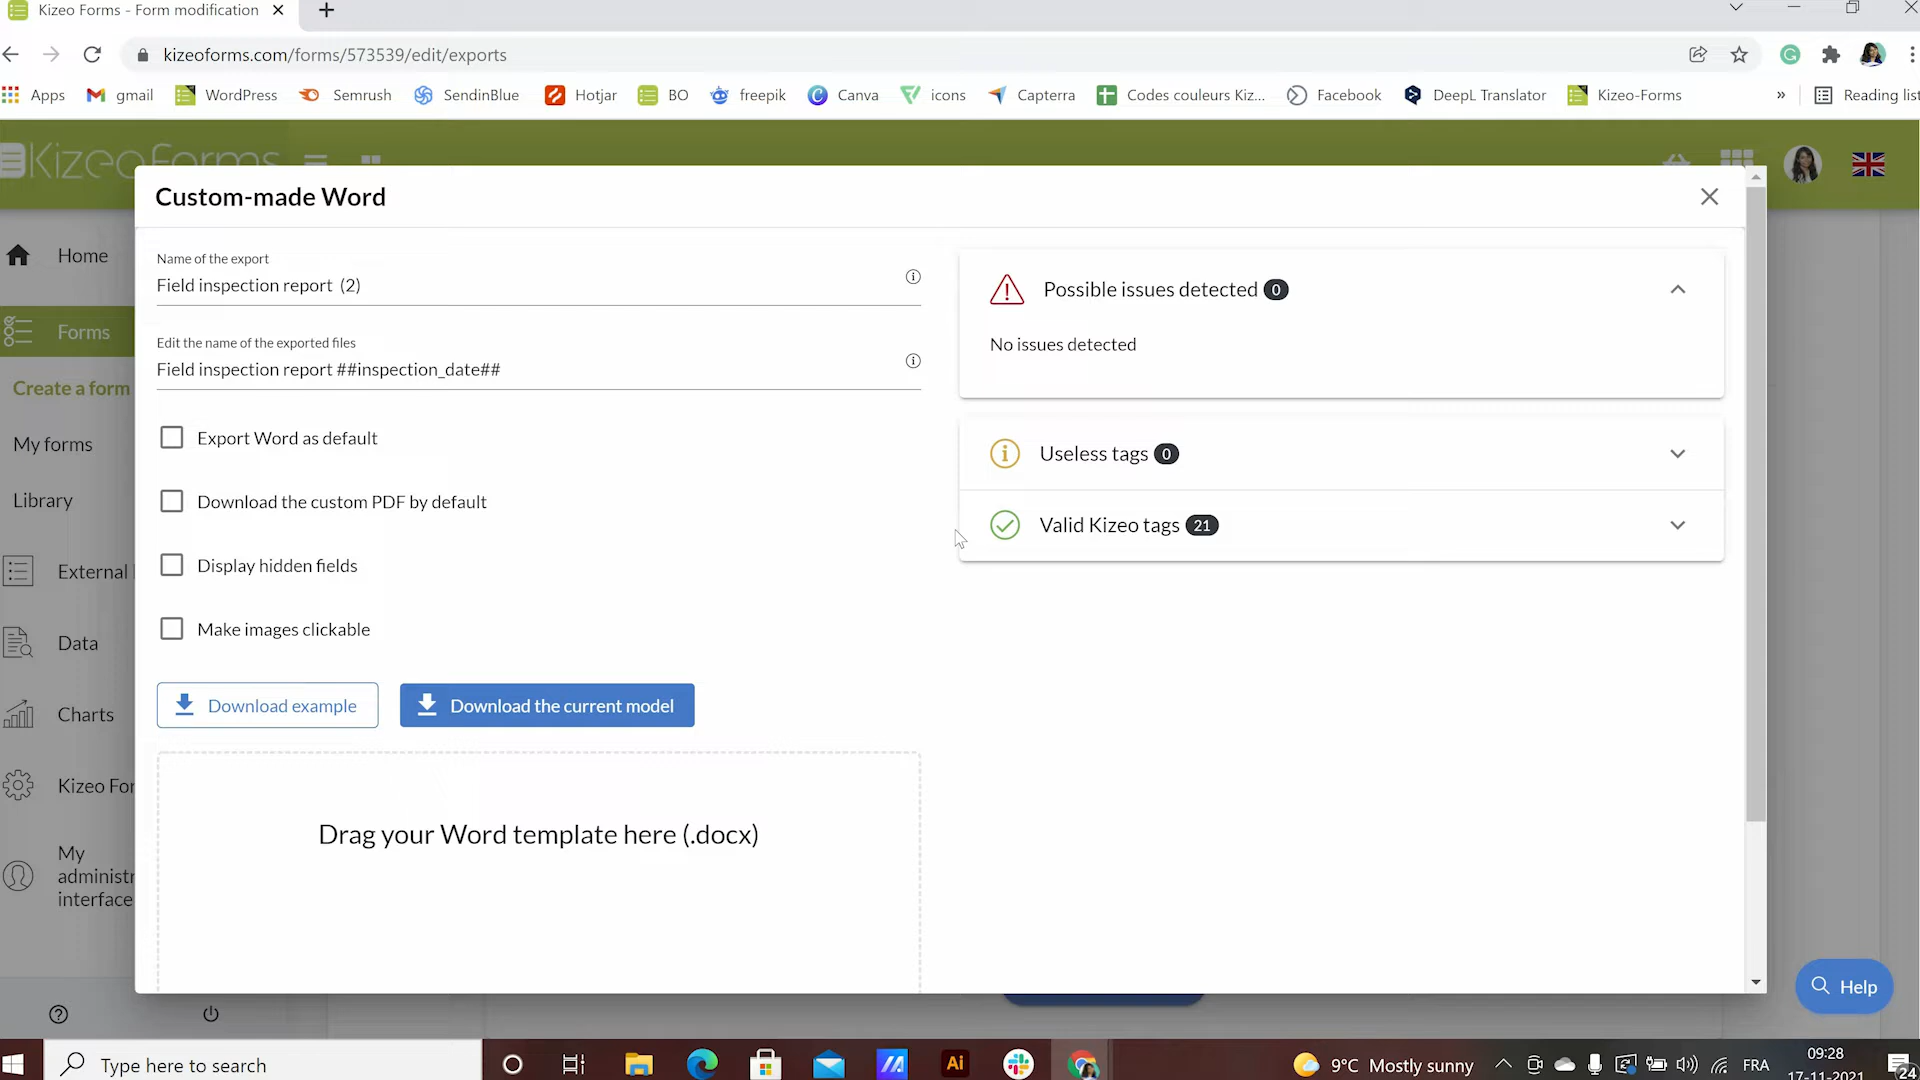 Kizeo Forms - Form modification
kizeoforms.com/forms/573539/edit/exports
Apps gmail WordPress Semrush SendinBlue Hotjar BO freepik Canva icons Capterra Codes couleurs Kiz... Facebook DeepL Translator Kizeo-Forms » Reading list
KizeoForms
Custom-made Word
Home
Forms
Create a form
My forms
Library
External
Data
Charts
Kizeo For
My
administr
interface
Name of the export
Field inspection report (2)
Edit the name of the exported files
Field inspection report ##inspection_date##
Export Word as default
Download the custom PDF by default
Display hidden fields
Make images clickable
Download example
Download the current model
Drag your Word template here (.docx)
Possible issues detected 0
No issues detected
Useless tags 0
Valid Kizeo tags 21
Help
Type here to search
Ai
9°C Mostly sunny
FRA
09:28
17-11-2021
24